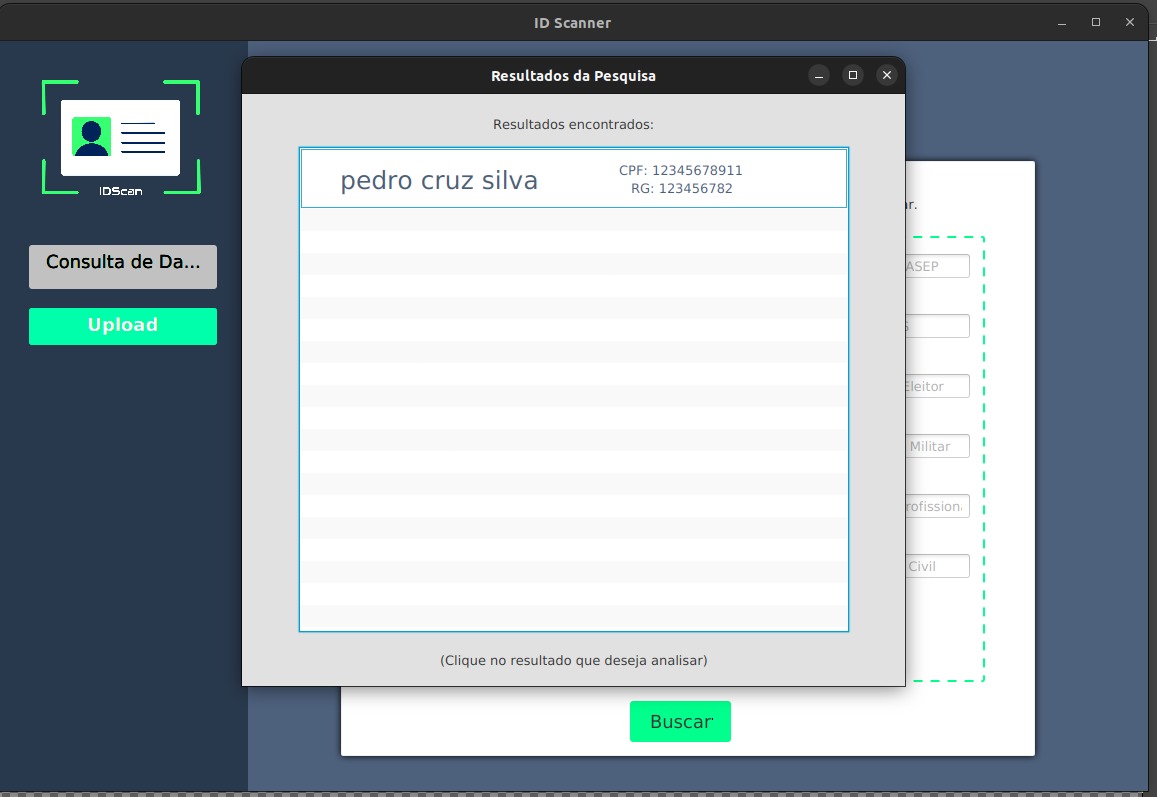 ID Scanner
IDScan
Consulta de Da...
Upload
Resultados da Pesquisa
Resultados encontrados:
pedro cruz silva
CPF: 12345678911
RG: 123456782
(Clique no resultado que deseja analisar)
ar.
ASEP
S
Eleitor
Militar
rofission
Civil
Buscar